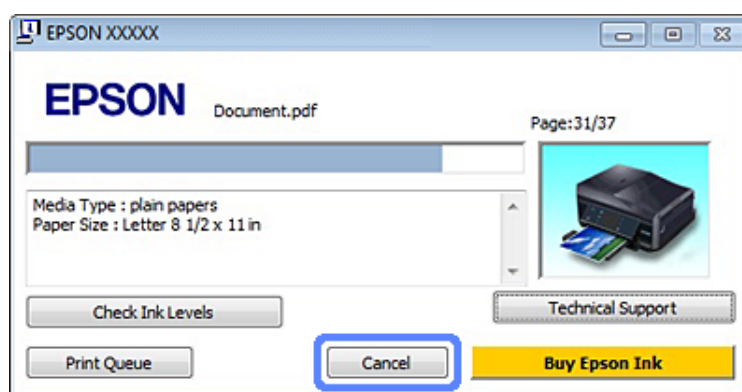 EPSON XXXXX
EPSON
Document.pdf
Page:31/37
Media Type : plain papers
Paper Size : Letter 8 1/2 x 11 in
Check Ink Levels
Technical Support
Print Queue
Cancel
Buy Epson Ink